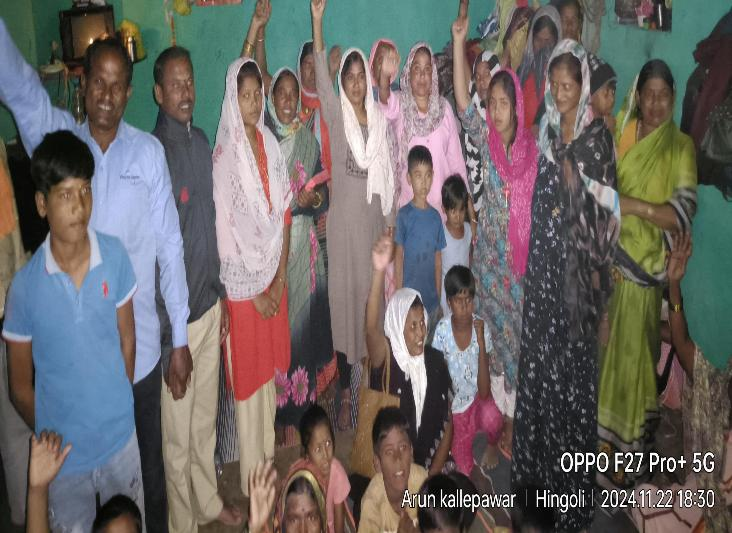 OPPO F27 Pro+ 5G
Arun kallepawar | Hingoli | 2024.11.22 18:30